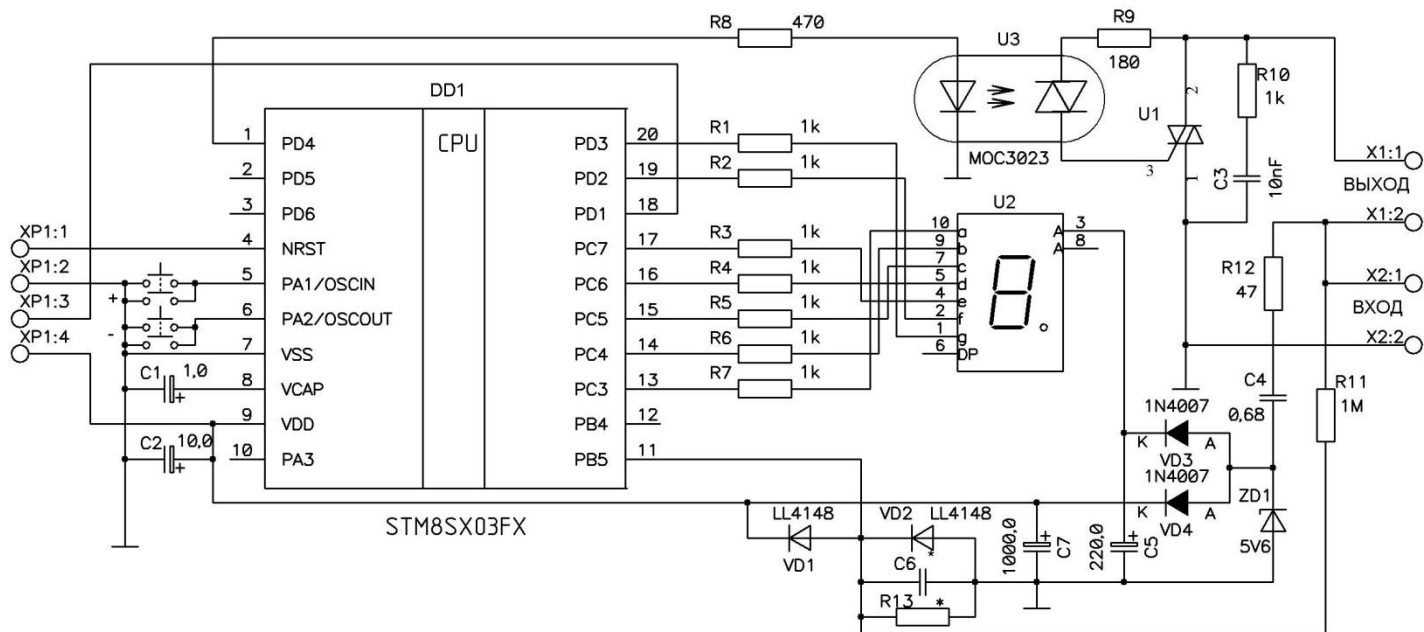 R8 470
R9
180
U3
MOC3023
R10
1k
U1
2
3
1
C3
10nF
X1:1
ВЫХОД
X1:2
X2:1
ВХОД
X2:2
DD1
CPU
1 PD4
2 PD5
3 PD6
4 NRST
5 PA1/OSCIN
6 PA2/OSCOUT
7 VSS
8 VCAP
9 VDD
10 PA3
PD3 20
PD2 19
PD1 18
PC7 17
PC6 16
PC5 15
PC4 14
PC3 13
PB4 12
PB5 11
STM8SX03FX
XP1:1
XP1:2
XP1:3
XP1:4
+
-
C1 1,0
+
C2 10,0
+
R1 1k
R2 1k
R3 1k
R4 1k
R5 1k
R6 1k
R7 1k
U2
10 a
9 b
7 c
5 d
4 e
2 f
1 g
6 DP
A 3
A 8
R12
47
C4
0,68
R11
1M
1N4007
K A
VD3
1N4007
K A
VD4
ZD1
5V6
LL4148
VD1
VD2 LL4148
C6 *
R13 *
1000,0
+
C7
220,0
+
C5